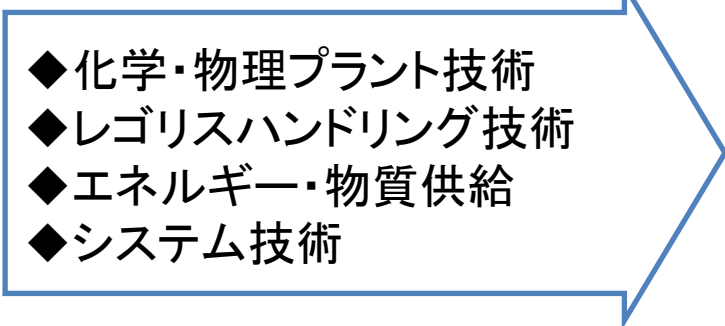 ◆化学・物理プラント技術
◆レゴリスハンドリング技術
◆エネルギー・物質供給
◆システム技術